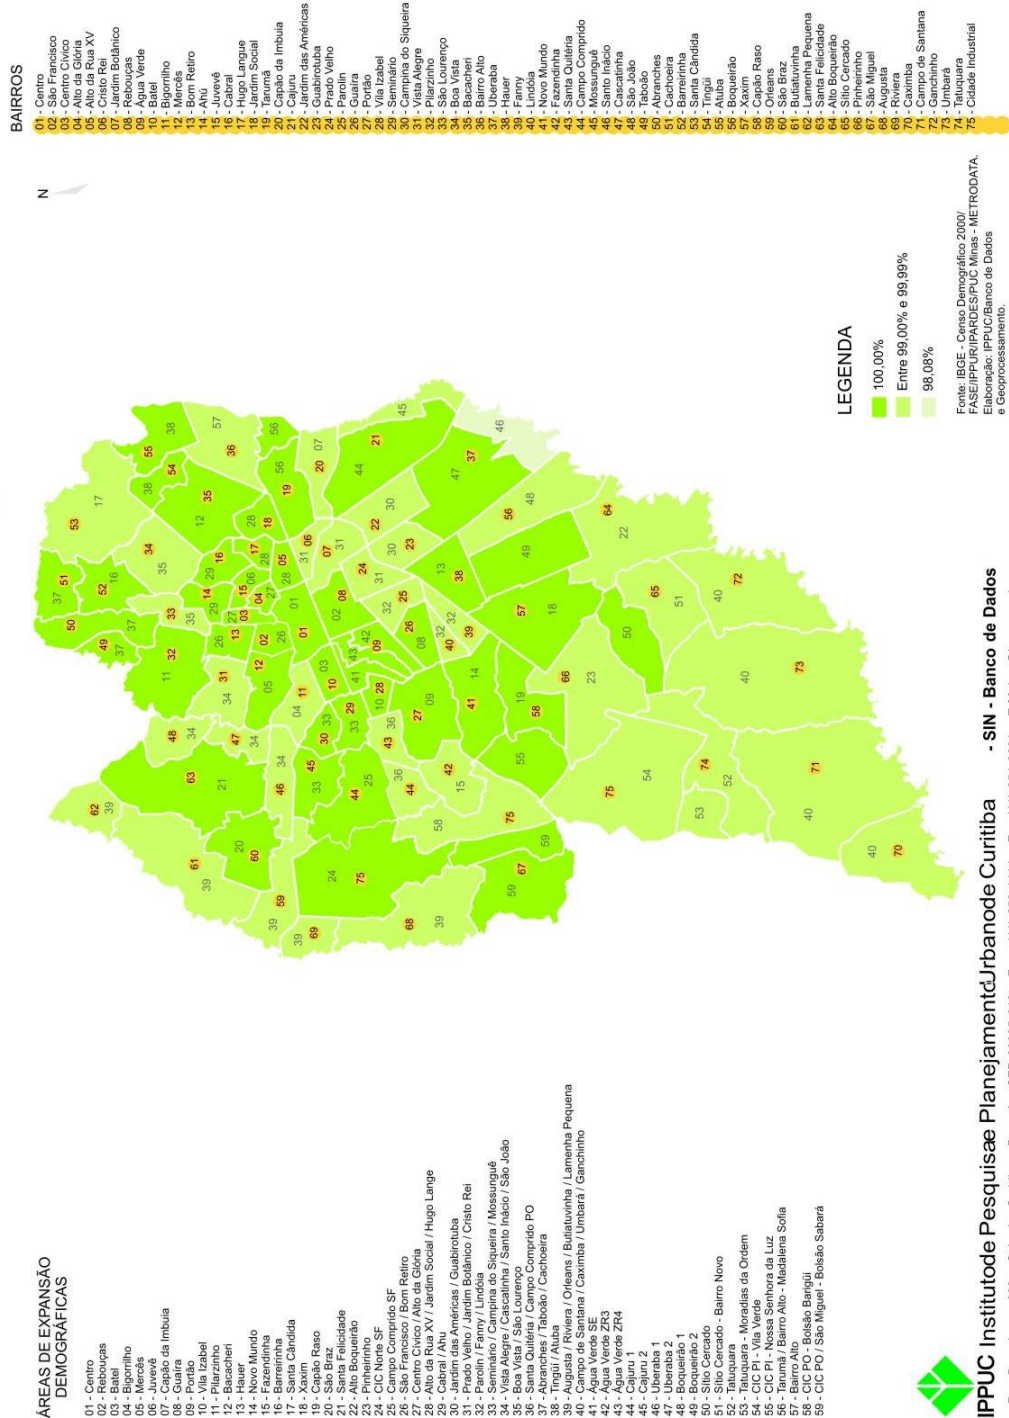 ÁREAS DE EXPANSÃO
DEMOGRÁFICAS
01 - Centro
02 - Rebouças
03 - Batel
04 - Bigorrilho
05 - Mercês
06 - Juvevê
07 - Capão da Imbuia
08 - Guaíra
09 - Portão
10 - Vila Izabel
11 - Pilarzinho
12 - Bacacheri
13 - Hauer
14 - Novo Mundo
15 - Fazendinha
16 - Barreirinha
17 - Santa Cândida
18 - Xaxim
19 - Capão Raso
20 - São Braz
21 - Santa Felicidade
22 - Alto Boqueirão
23 - Pinheirinho
24 - CIC Norte SF
25 - Campo Comprido SF
26 - São Francisco / Bom Retiro
27 - Centro Cívico / Alto da Glória
28 - Alto da Rua XV / Jardim Social / Hugo Lange
29 - Cabral / Ahu
30 - Jardim das Américas / Guabirotuba
31 - Prado Velho / Jardim Botânico / Cristo Rei
32 - Parolin / Fanny / Lindóia
33 - Seminário / Campina do Siqueira / Mossunguê
34 - Vista Alegre / Cascatinha / Santo Inácio / São João
35 - Boa Vista / São Lourenço
36 - Santa Quitéria / Campo Comprido PO
37 - Abranches / Taboão / Cachoeira
38 - Tingüi / Atuba
39 - Augusta / Riviera / Orleans / Butiatuvinha / Lamenha Pequena
40 - Campo de Santana / Caximba / Umbará / Ganchinho
41 - Água Verde SE
42 - Água Verde ZR3
43 - Água Verde ZR4
44 - Cajuru 1
45 - Cajuru 2
46 - Uberaba 1
47 - Uberaba 2
48 - Boqueirão 1
49 - Boqueirão 2
50 - Sítio Cercado
51 - Sítio Cercado - Bairro Novo
52 - Tatuquara
53 - Tatuquara - Moradias da Ordem
54 - CIC PI - Vila Verde
55 - CIC PI - Nossa Senhora da Luz
56 - Tarumã / Bairro Alto - Madalena Sofia
57 - Bairro Alto
58 - CIC PO - Bolsão Barigüi
59 - CIC PO / São Miguel - Bolsão Sabará
N
BAIRROS
01 - Centro
02 - São Francisco
03 - Centro Cívico
04 - Alto da Glória
05 - Alto da Rua XV
06 - Cristo Rei
07 - Jardim Botânico
08 - Rebouças
09 - Água Verde
10 - Batel
11 - Bigorrilho
12 - Mercês
13 - Bom Retiro
14 - Ahú
15 - Juvevê
16 - Cabral
17 - Hugo Langue
18 - Jardim Social
19 - Tarumã
20 - Capão da Imbuia
21 - Cajuru
22 - Jardim das Américas
23 - Guabirotuba
24 - Prado Velho
25 - Parolin
26 - Guaíra
27 - Portão
28 - Vila Izabel
29 - Seminário
30 - Campina do Siqueira
31 - Vista Alegre
32 - Pilarzinho
33 - São Lourenço
34 - Boa Vista
35 - Bacacheri
36 - Bairro Alto
37 - Uberaba
38 - Hauer
39 - Fanny
40 - Lindóia
41 - Novo Mundo
42 - Fazendinha
43 - Santa Quitéria
44 - Campo Comprido
45 - Mossunguê
46 - Santo Inácio
47 - Cascatinha
48 - São João
49 - Taboão
50 - Abranches
51 - Cachoeira
52 - Barreirinha
53 - Santa Cândida
54 - Tingüi
55 - Atuba
56 - Boqueirão
57 - Xaxim
58 - Capão Raso
59 - Orleans
60 - São Braz
61 - Butiatuvinha
62 - Lamenha Pequena
63 - Santa Felicidade
64 - Alto Boqueirão
65 - Sítio Cercado
66 - Pinheirinho
67 - São Miguel
68 - Augusta
69 - Riviera
70 - Caximba
71 - Campo de Santana
72 - Ganchinho
73 - Umbará
74 - Tatuquara
75 - Cidade Industrial
LEGENDA
100,00%
Entre 99,00% e 99,99%
98,08%
Fonte: IBGE - Censo Demográfico 2000/
FASE/IPPUR/IPARDES/PUC Minas - METRODATA.
Elaboração: IPPUC/Banco de Dados
e Geoprocessamento.
IPPUC Institutode Pesquisae PlanejamentoUrbanode Curitiba - SIN - Banco de Dados